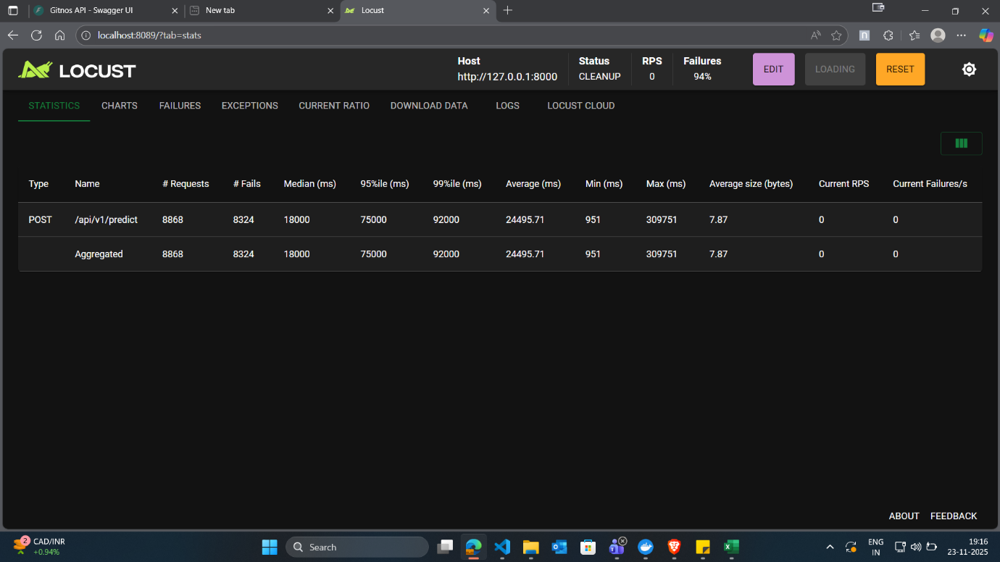 Gitnos API - Swagger UI
New tab
Locust
localhost:8089/?tab=stats
LOCUST
Host
http://127.0.0.1:8000
Status
CLEANUP
RPS
0
Failures
94%
EDIT
LOADING
RESET
STATISTICS CHARTS FAILURES EXCEPTIONS CURRENT RATIO DOWNLOAD DATA LOGS LOCUST CLOUD
Type Name # Requests # Fails Median (ms) 95%ile (ms) 99%ile (ms) Average (ms) Min (ms) Max (ms) Average size (bytes) Current RPS Current Failures/s
POST /api/v1/predict 8868 8324 18000 75000 92000 24495.71 951 309751 7.87 0 0
Aggregated 8868 8324 18000 75000 92000 24495.71 951 309751 7.87 0 0
ABOUT FEEDBACK
2
CAD/INR
+0.94%
Search
ENG
IN
19:16
23-11-2025